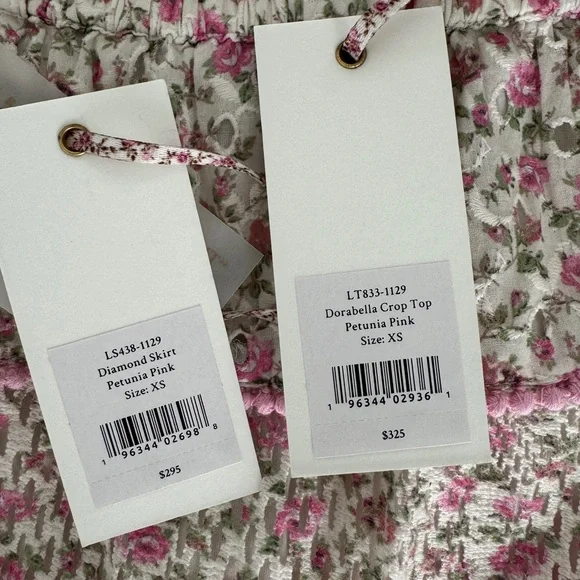 LS438-1129
Diamond Skirt
Petunia Pink
Size: XS
1 96344 02698 8
$295
LT833-1129
Dorabella Crop Top
Petunia Pink
Size: XS
1 96344 02936 1
$325